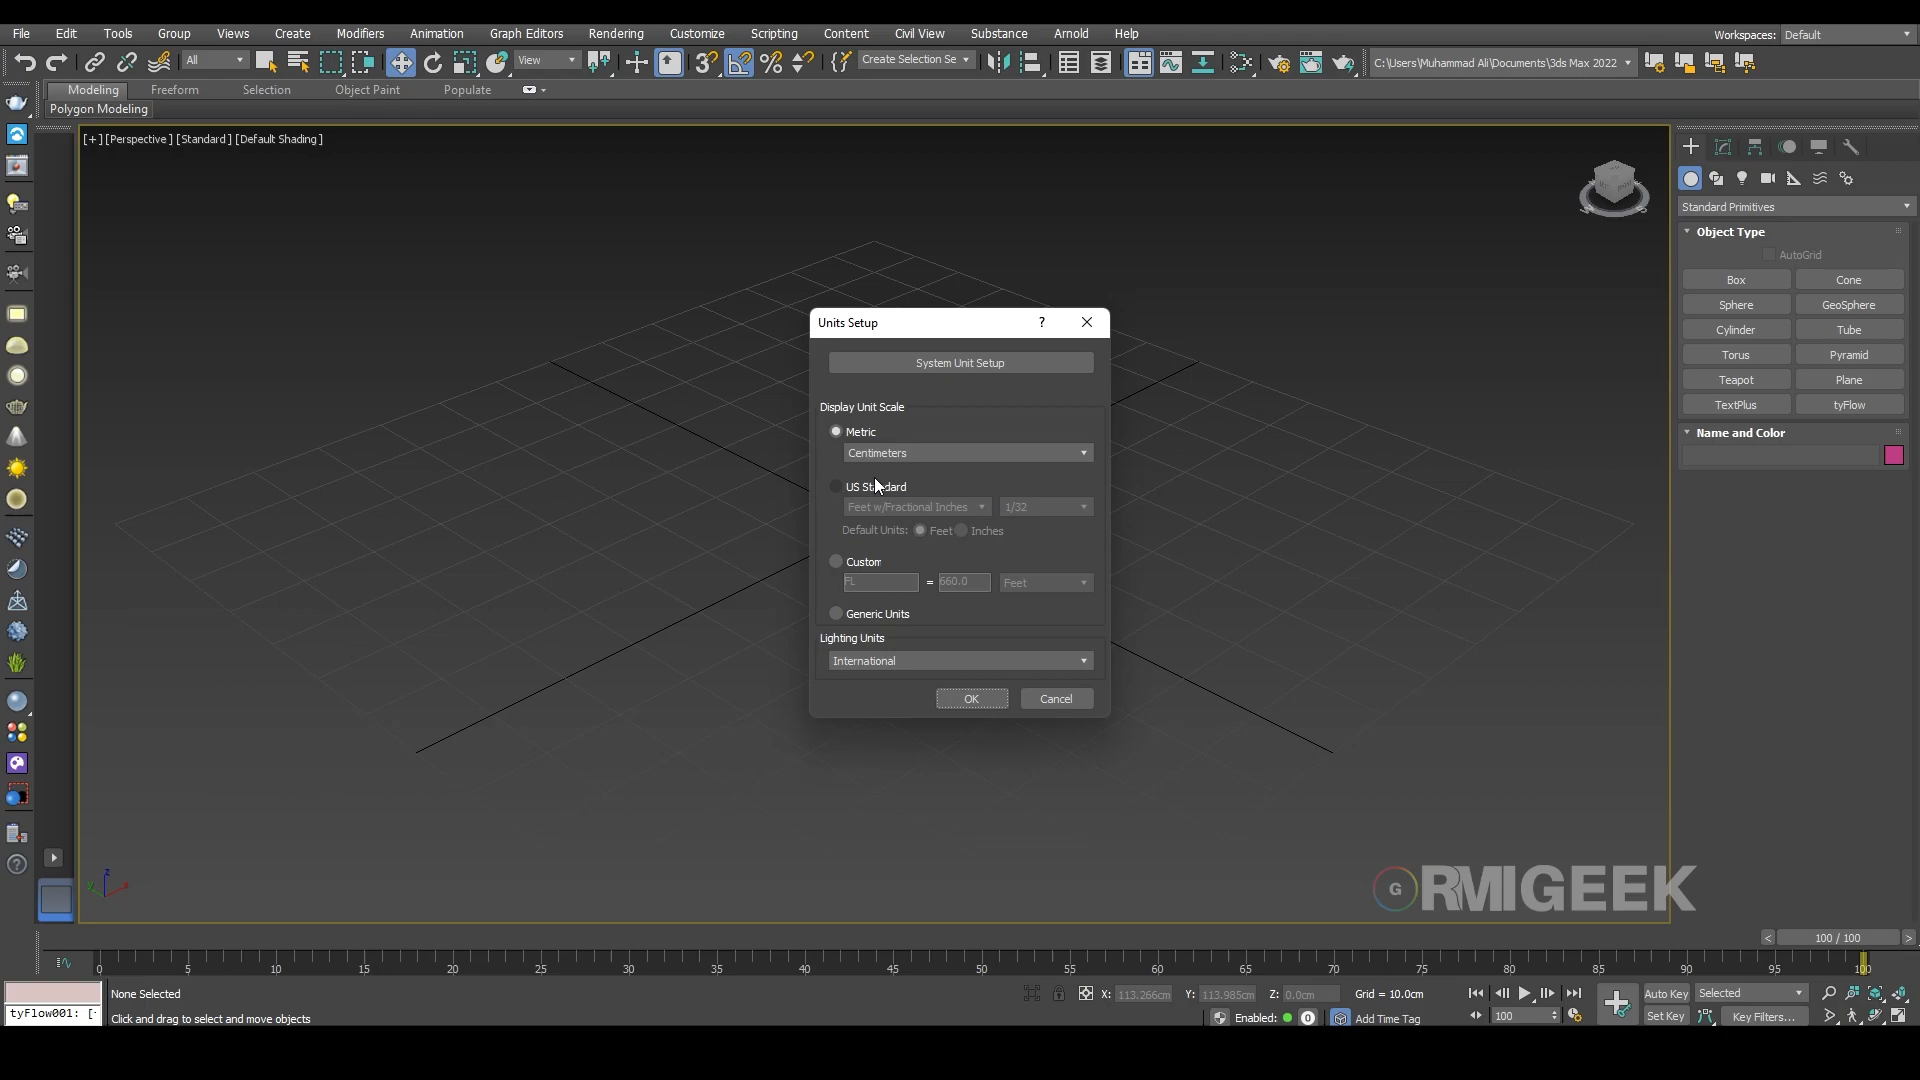 File Edit Tools Group Views Create Modifiers Animation Graph Editors Rendering Customize Scripting Content Civil View Substance Arnold Help Workspaces: Default
All View Create Selection Se C:\Users\Muhammad Ali\Documents\3ds Max 2022
Modeling Freeform Selection Object Paint Populate
Polygon Modeling
[+] [Perspective] [Standard] [Default Shading]
Standard Primitives
Object Type
AutoGrid
Box Cone
Sphere GeoSphere
Cylinder Tube
Torus Pyramid
Teapot Plane
TextPlus tyFlow
Name and Color
Units Setup ?
System Unit Setup
Display Unit Scale
Metric
Centimeters
US Standard
Feet w/Fractional Inches 1/32
Default Units: Feet Inches
Custom
FL = 660.0 Feet
Generic Units
Lighting Units
International
OK Cancel
z
y x
G RMIGEEK
< 100 / 100 >
0 5 10 15 20 25 30 35 40 45 50 55 60 65 70 75 80 85 90 95 100
None Selected X: 113.266cm Y: 113.985cm Z: 0.0cm Grid = 10.0cm Auto Key Selected
tyFlow001: [ Click and drag to select and move objects Enabled: 0 Add Time Tag 100 Set Key Key Filters...